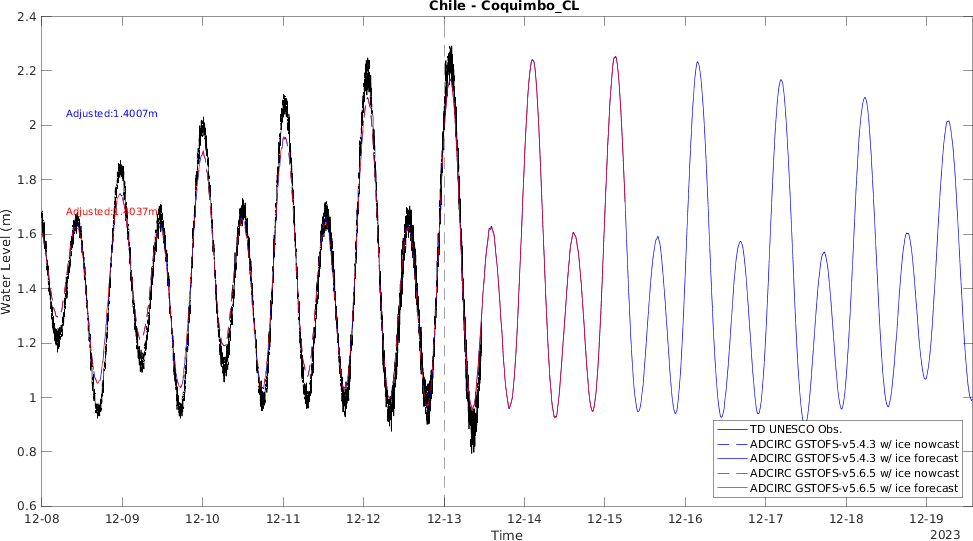 Chile - Coquimbo_CL
2.4
2.2
2
1.8
1.6
1.4
1.2
1
0.8
0.6
Water Level (m)
Adjusted:1.4007m
Adjusted:1.4037m
TD UNESCO Obs.
ADCIRC GSTOFS-v5.4.3 w/ ice nowcast
ADCIRC GSTOFS-v5.4.3 w/ ice forecast
ADCIRC GSTOFS-v5.6.5 w/ ice nowcast
ADCIRC GSTOFS-v5.6.5 w/ ice forecast
12-08 12-09 12-10 12-11 12-12 12-13 12-14 12-15 12-16 12-17 12-18 12-19
Time
2023